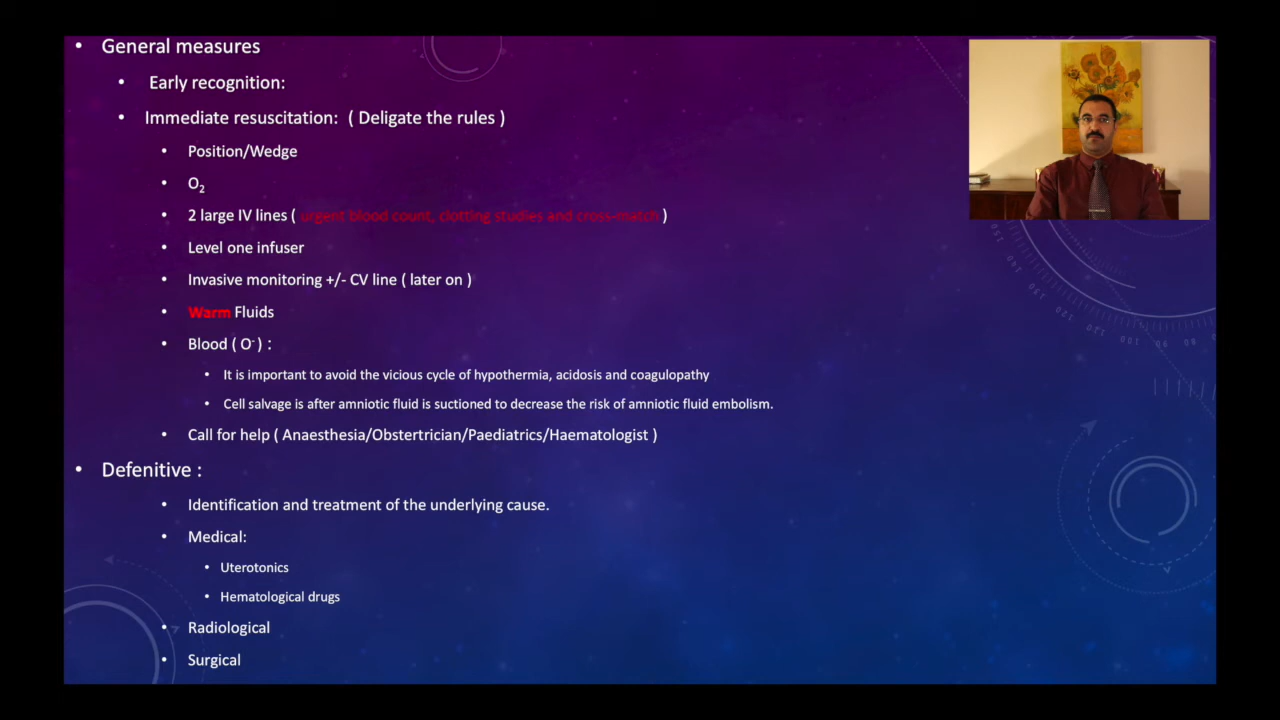 • General measures
• Early recognition:
• Immediate resuscitation: ( Deligate the rules )
• Position/Wedge
• O₂
• 2 large IV lines ( urgent blood count, clotting studies and cross-match )
• Level one infuser
• Invasive monitoring +/- CV line ( later on )
• Warm Fluids
• Blood ( O⁻ ) :
• It is important to avoid the vicious cycle of hypothermia, acidosis and coagulopathy
• Cell salvage is after amniotic fluid is suctioned to decrease the risk of amniotic fluid embolism.
• Call for help ( Anaesthesia/Obstertrician/Paediatrics/Haematologist )
• Defenitive :
• Identification and treatment of the underlying cause.
• Medical:
• Uterotonics
• Hematological drugs
• Radiological
• Surgical